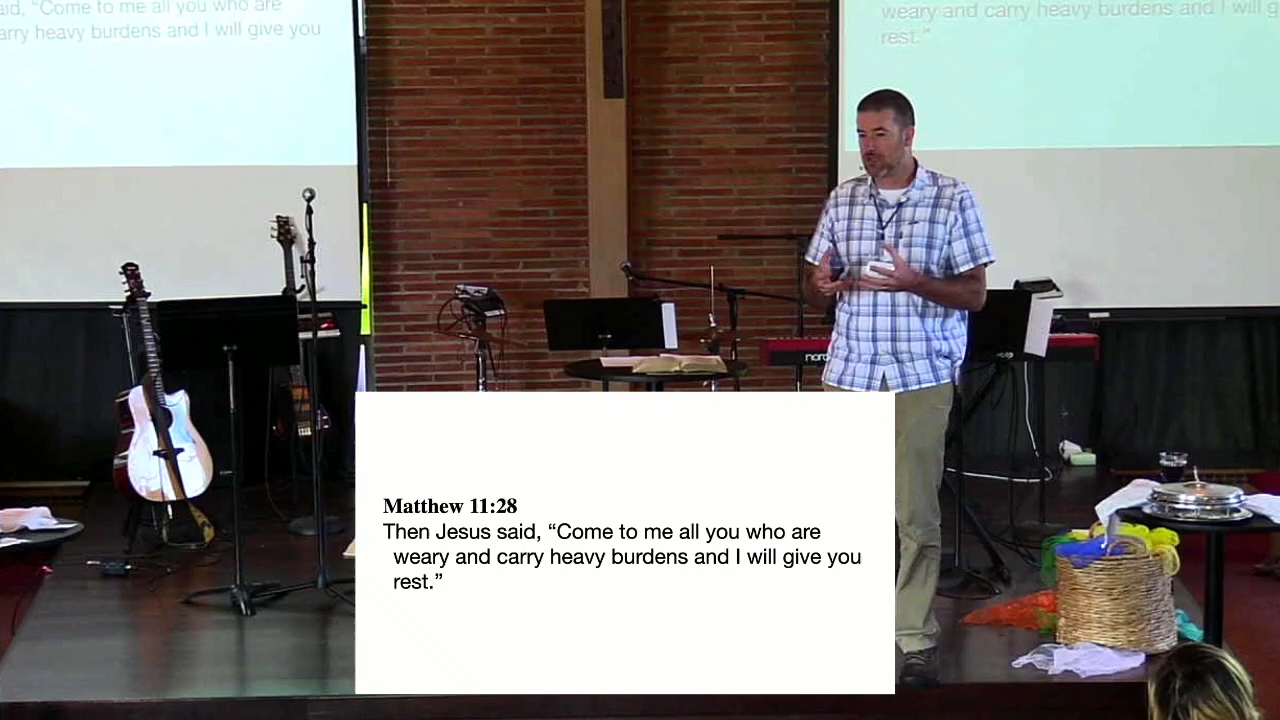 aid, “Come to me all you who are
arry heavy burdens and I will give you
weary and carry heavy burdens and I will g
rest.”
nord
Matthew 11:28
Then Jesus said, “Come to me all you who are
weary and carry heavy burdens and I will give you
rest.”